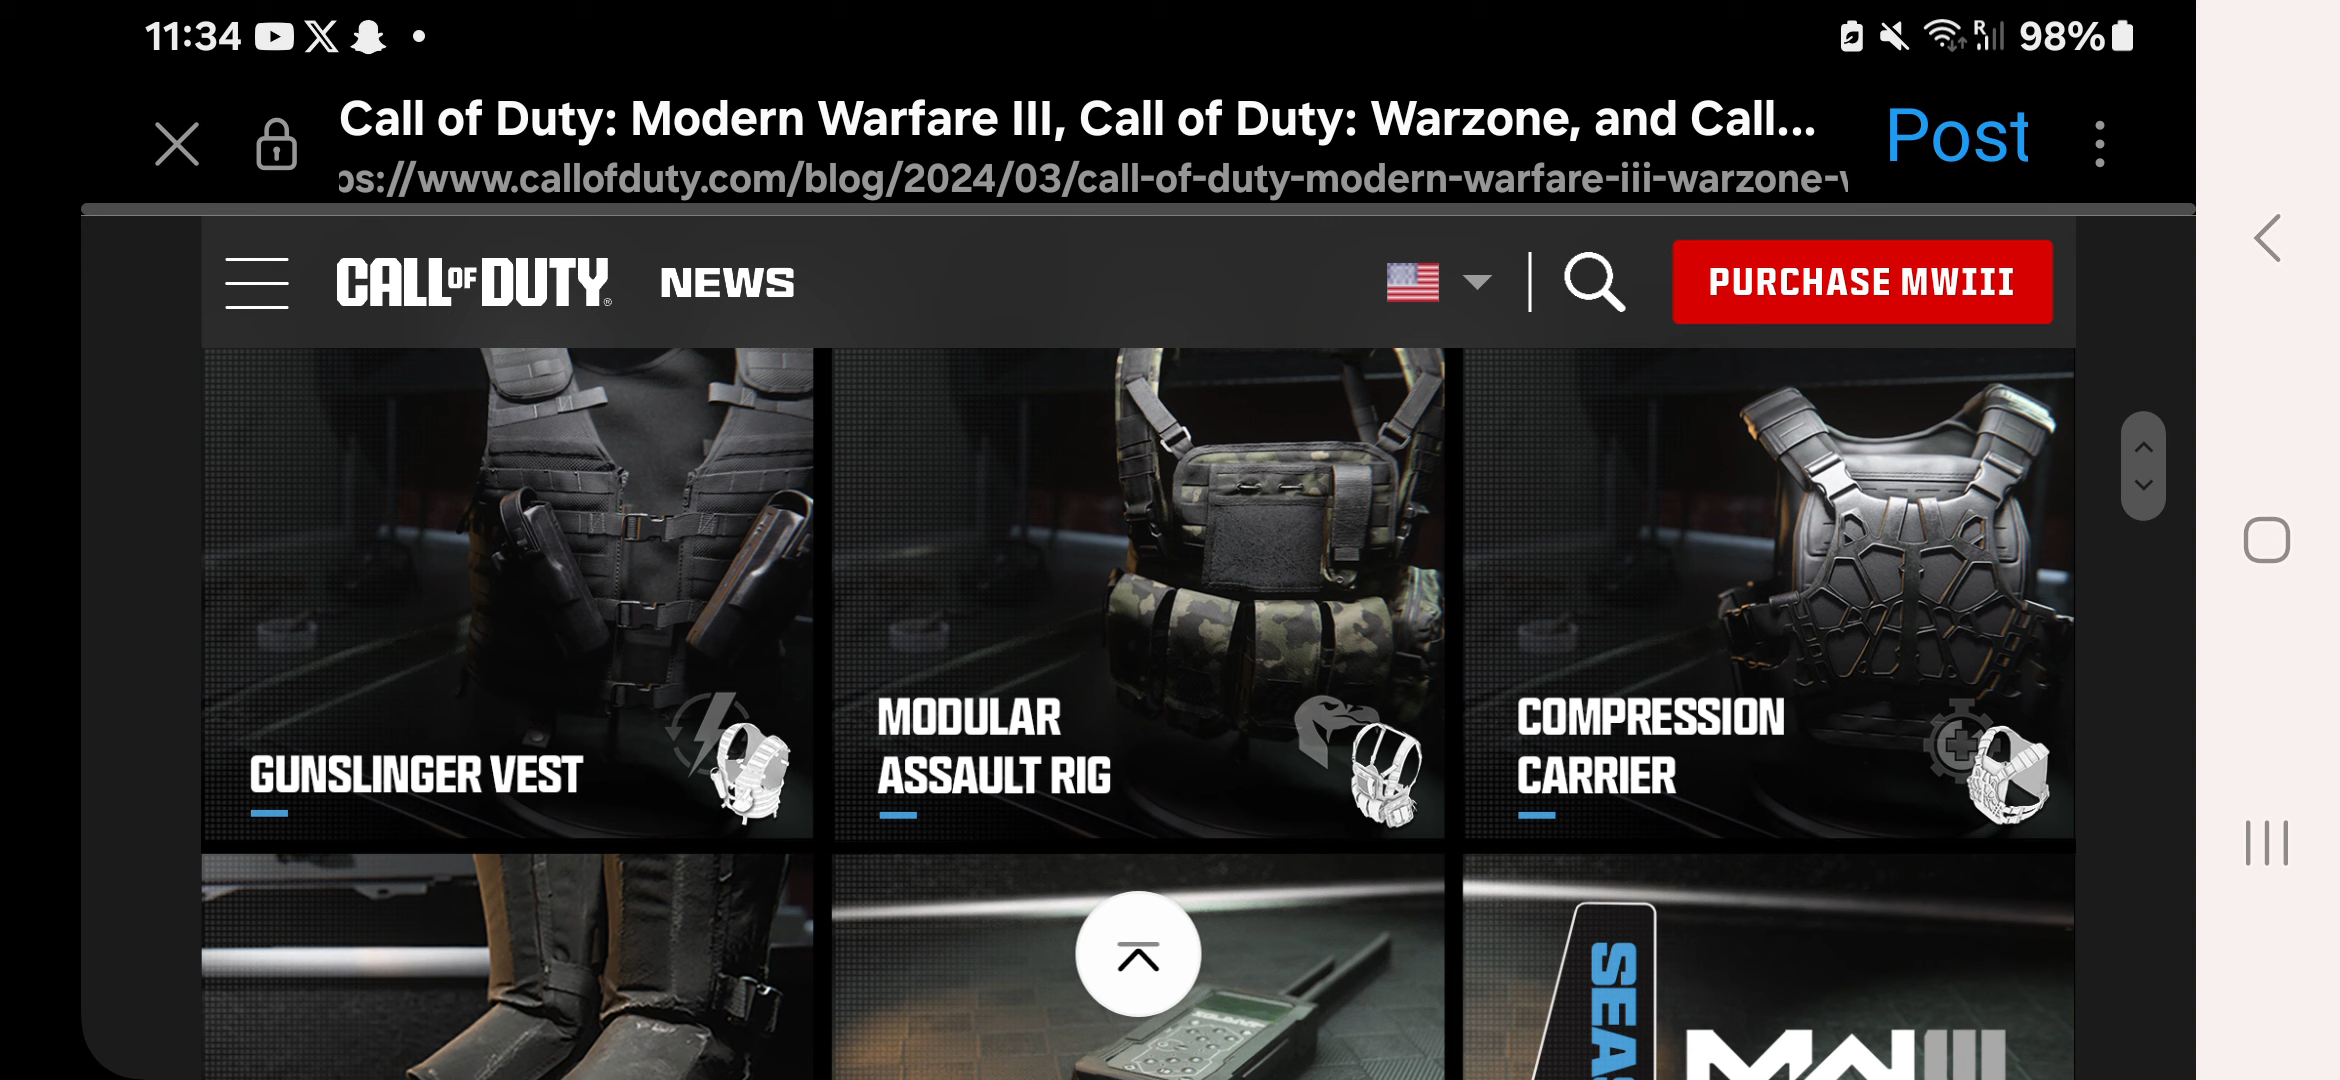 11:34
R
98%
Call of Duty: Modern Warfare III, Call of Duty: Warzone, and Call...
ps://www.callofduty.com/blog/2024/03/call-of-duty-modern-warfare-iii-warzone-v
Post
CALL OF DUTY®
NEWS
PURCHASE MWIII
GUNSLINGER VEST
MODULAR
ASSAULT RIG
COMPRESSION
CARRIER
SEAS
MWIII